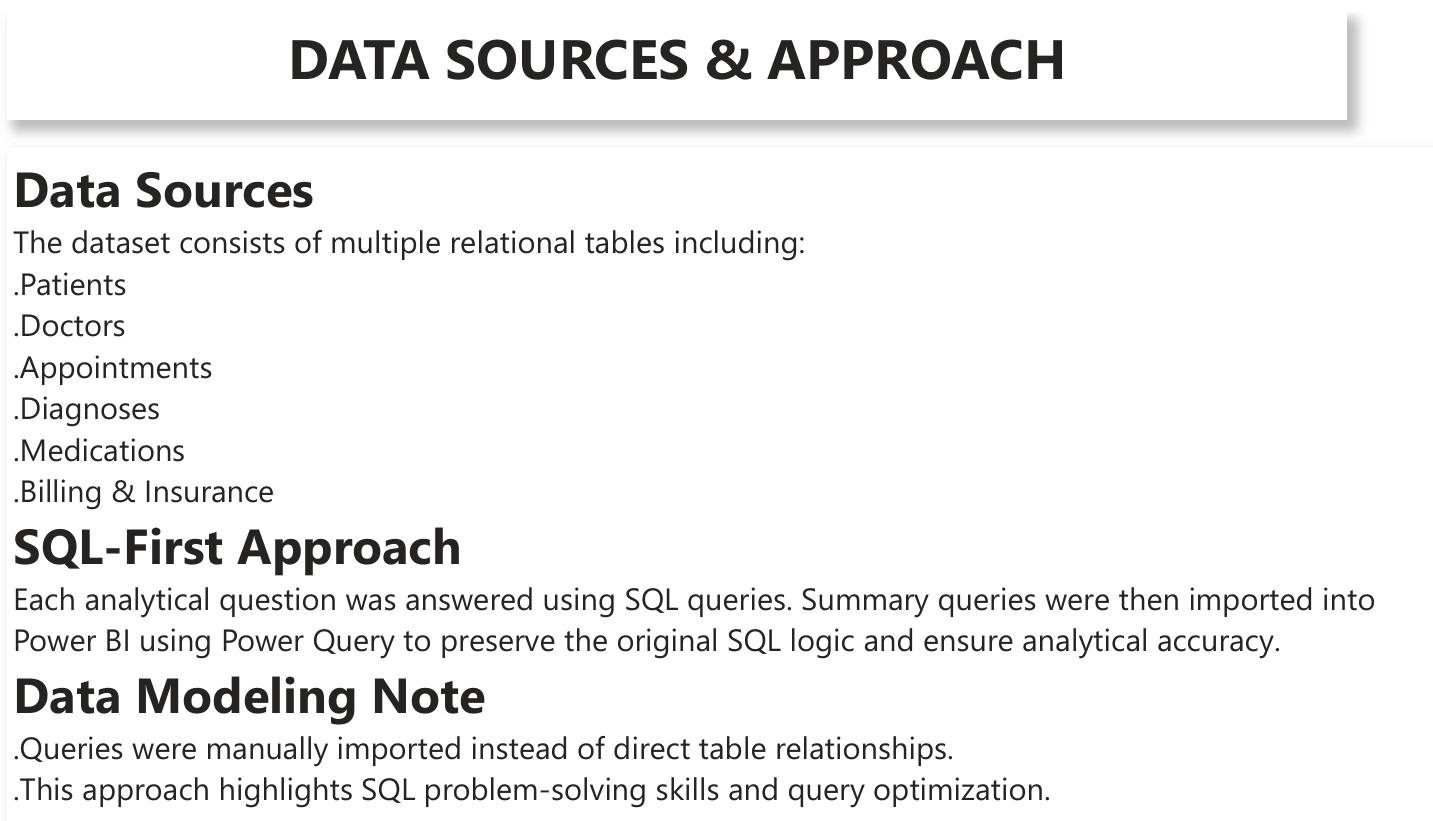 DATA SOURCES & APPROACH
Data Sources
The dataset consists of multiple relational tables including:
.Patients
.Doctors
.Appointments
.Diagnoses
.Medications
.Billing & Insurance
SQL-First Approach
Each analytical question was answered using SQL queries. Summary queries were then imported into
Power BI using Power Query to preserve the original SQL logic and ensure analytical accuracy.
Data Modeling Note
.Queries were manually imported instead of direct table relationships.
.This approach highlights SQL problem-solving skills and query optimization.